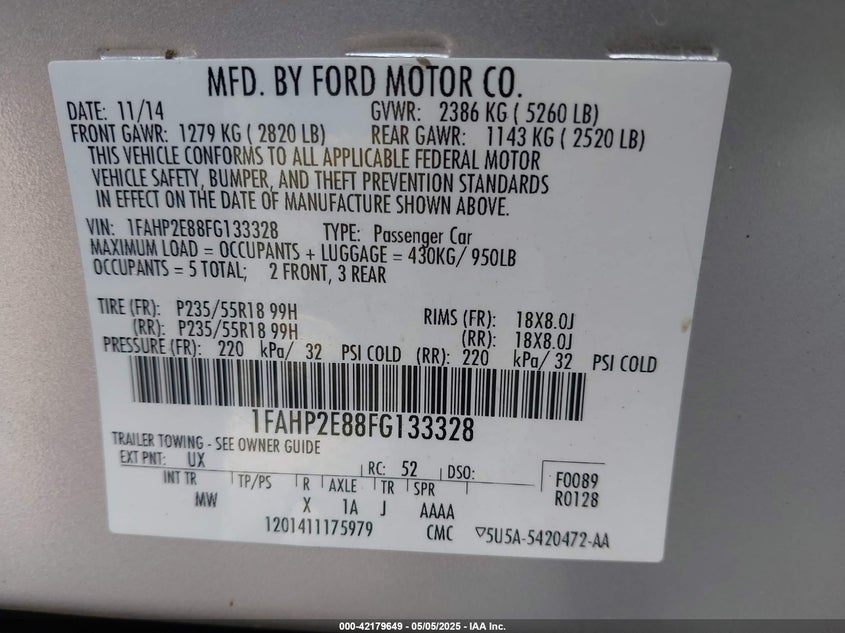 MFD. BY FORD MOTOR CO.
DATE: 11/14 GVWR: 2386 KG ( 5260 LB)
FRONT GAWR: 1279 KG ( 2820 LB) REAR GAWR: 1143 KG ( 2520 LB)
THIS VEHICLE CONFORMS TO ALL APPLICABLE FEDERAL MOTOR
VEHICLE SAFETY, BUMPER, AND THEFT PREVENTION STANDARDS
IN EFFECT ON THE DATE OF MANUFACTURE SHOWN ABOVE.
VIN: 1FAHP2E88FG133328 TYPE: Passenger Car
MAXIMUM LOAD = OCCUPANTS + LUGGAGE = 430KG/ 950LB
OCCUPANTS = 5 TOTAL; 2 FRONT, 3 REAR
TIRE (FR): P235/55R18 99H RIMS (FR): 18X8.0J
(RR): P235/55R18 99H (RR): 18X8.0J
PRESSURE (FR): 220 kPa/ 32 PSI COLD (RR): 220 kPa/ 32 PSI COLD
1FAHP2E88FG133328
TRAILER TOWING - SEE OWNER GUIDE
EXT PNT: UX RC: 52 DSO:
INT TR TP/PS R AXLE TR SPR F0089
MW X 1A J AAAA R0128
1201411175979 CMC ▽5U5A-5420472-AA
000-42179649 - 05/05/2025 - IAA Inc.